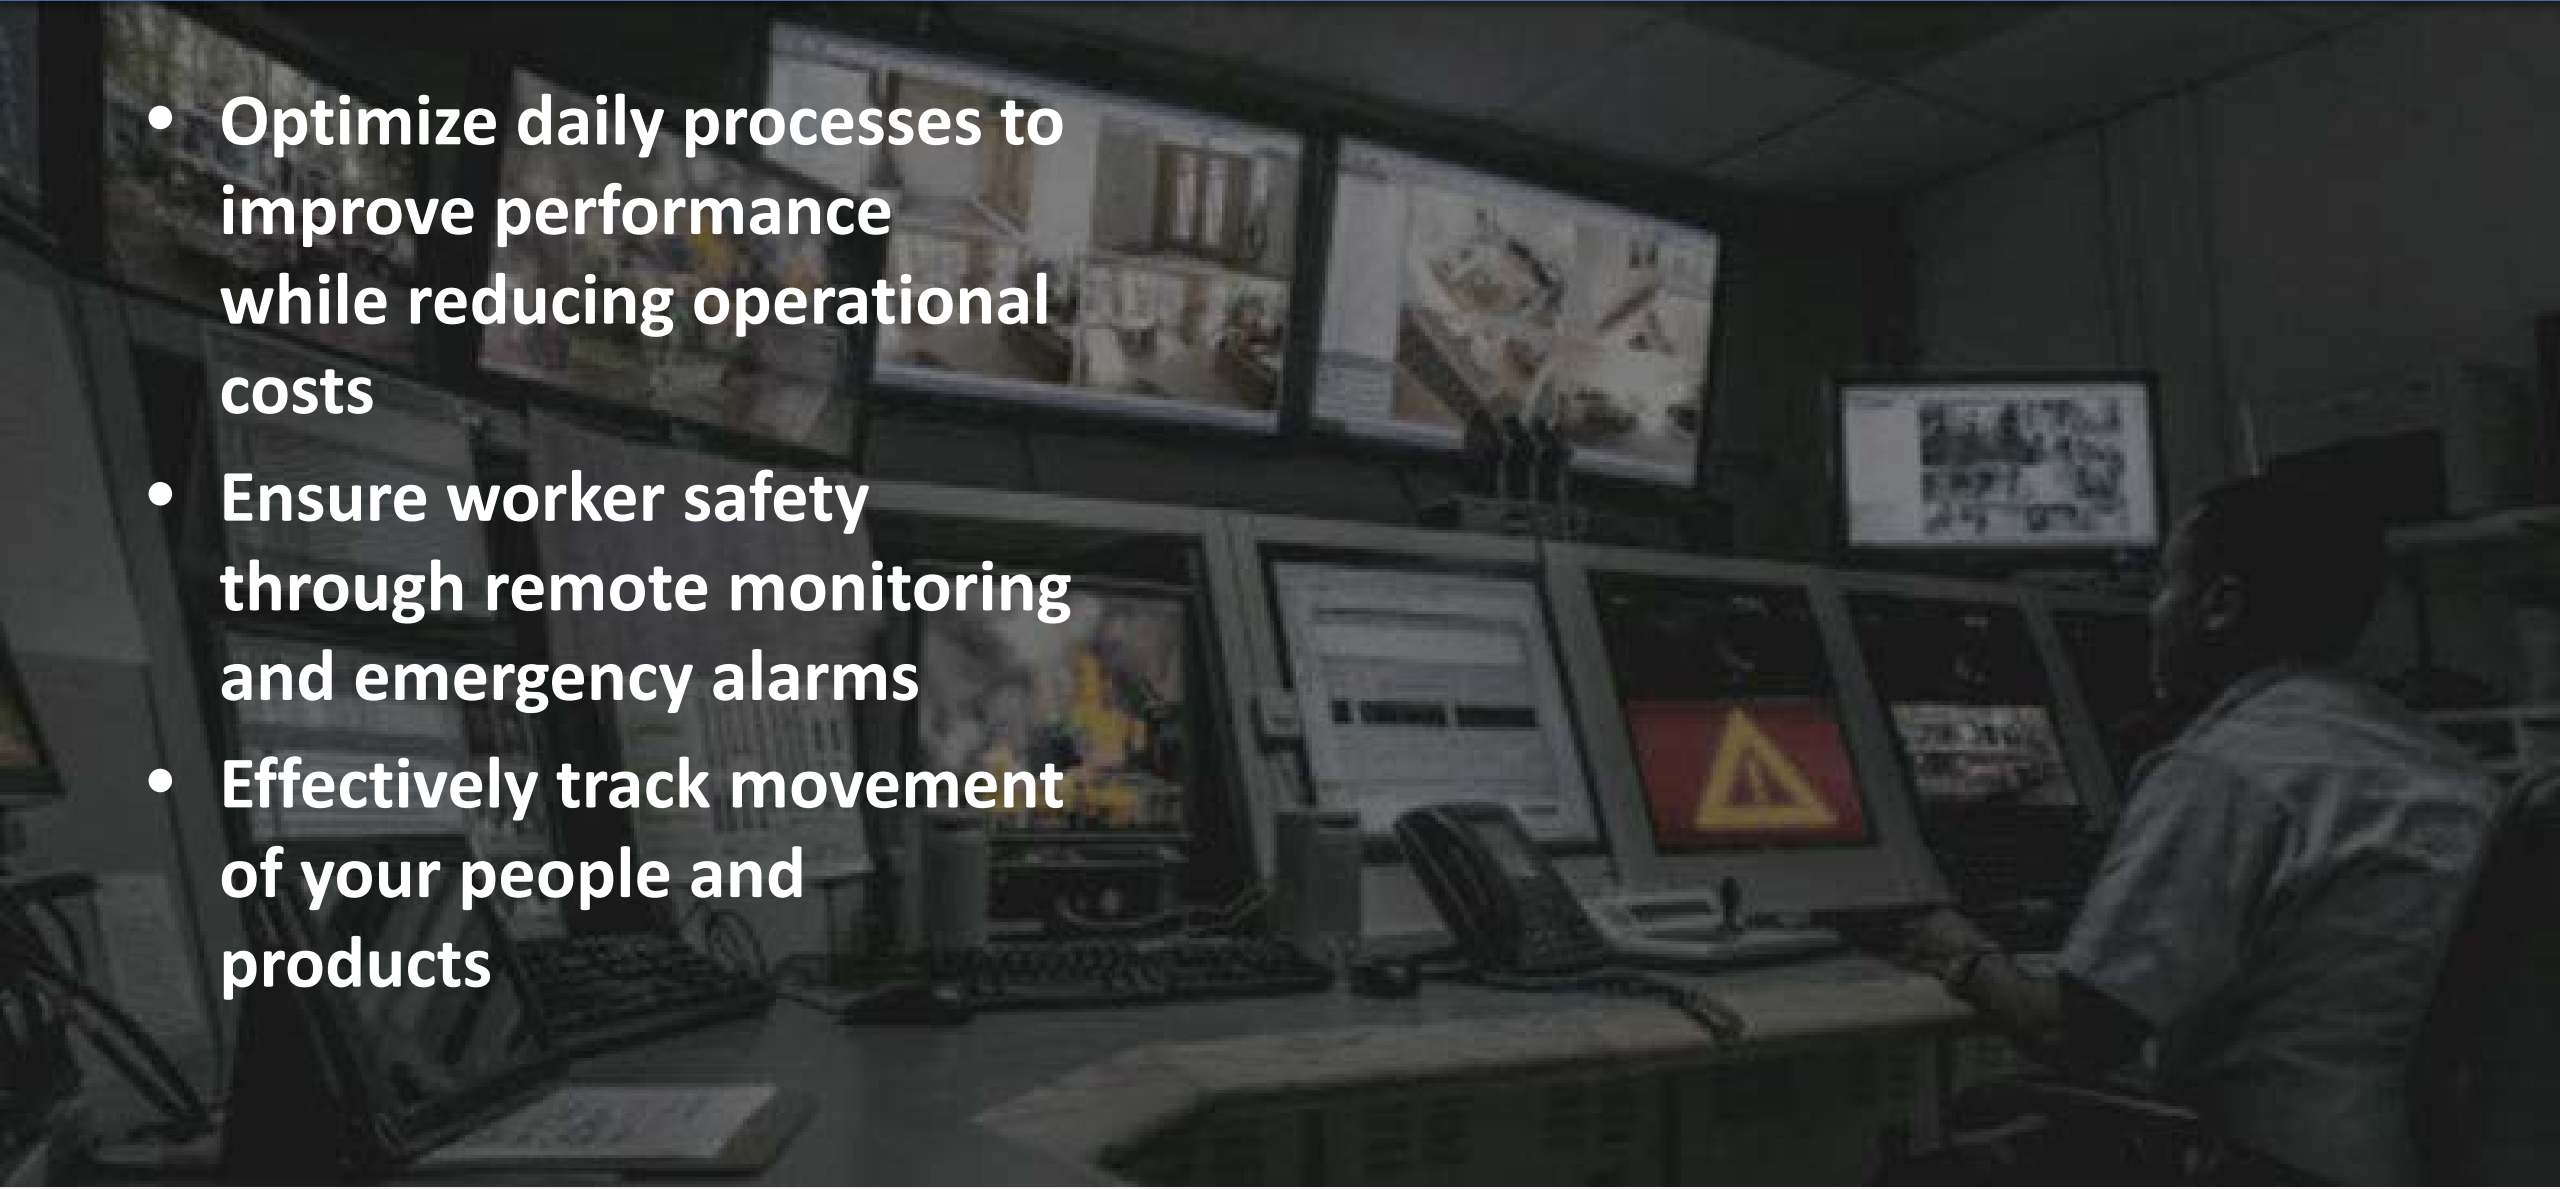 • Optimize daily processes to
improve performance
while reducing operational
costs
• Ensure worker safety
through remote monitoring
and emergency alarms
• Effectively track movement
of your people and
products